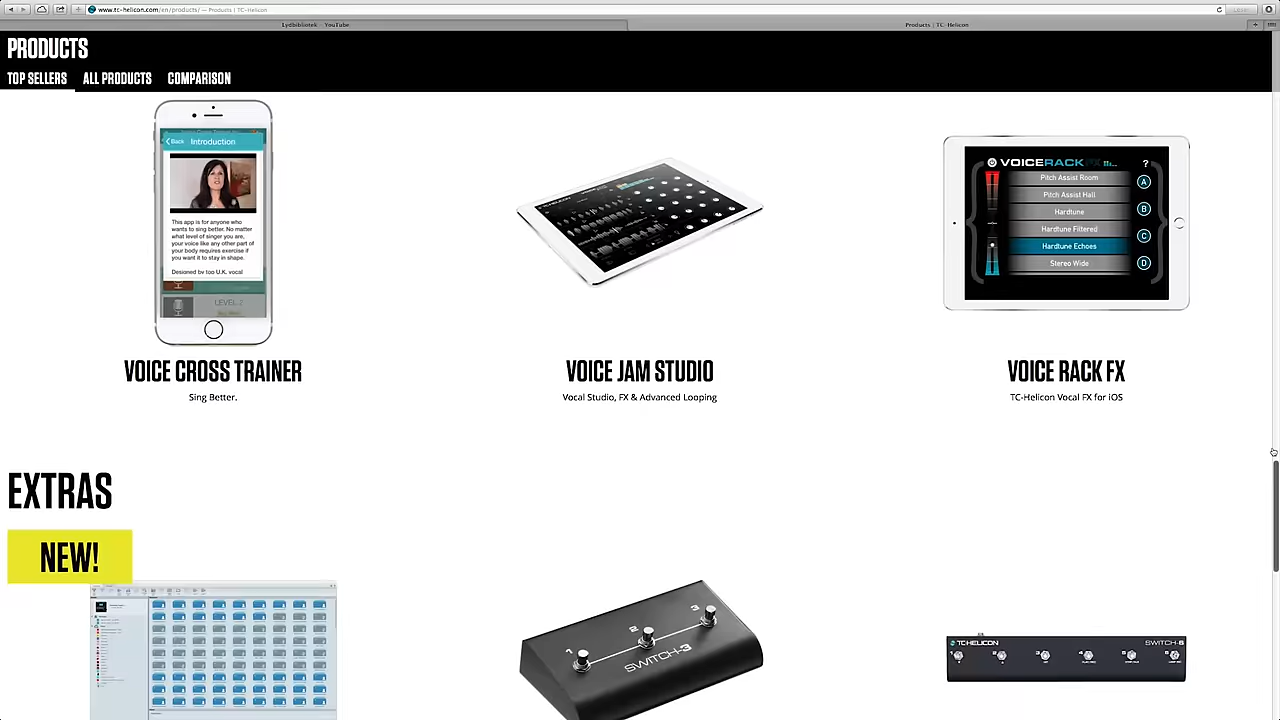 www.tc-helicon.com/en/products/ — Products | TC-Helicon
Lydbibliotek YouTube
Products | TC-Helicon
PRODUCTS
TOP SELLERS ALL PRODUCTS COMPARISON
Back Introduction
This app is for anyone who
wants to sing better. No matter
what level of singer you are,
your voice like any other part of
your body requires exercise if
you want it to stay in shape.
Designed by top U.K. vocal
LEVEL
VOICERACKFX ?
Pitch Assist Room
Pitch Assist Hall
Hardtune
Hardtune Filtered
Hardtune Echoes
Stereo Wide
A
B
C
D
VOICE CROSS TRAINER
Sing Better.
VOICE JAM STUDIO
Vocal Studio, FX & Advanced Looping
VOICE RACK FX
TC-Helicon Vocal FX for iOS
EXTRAS
NEW!
1 2 3
SWITCH-3
TC HELICON SWITCH-6